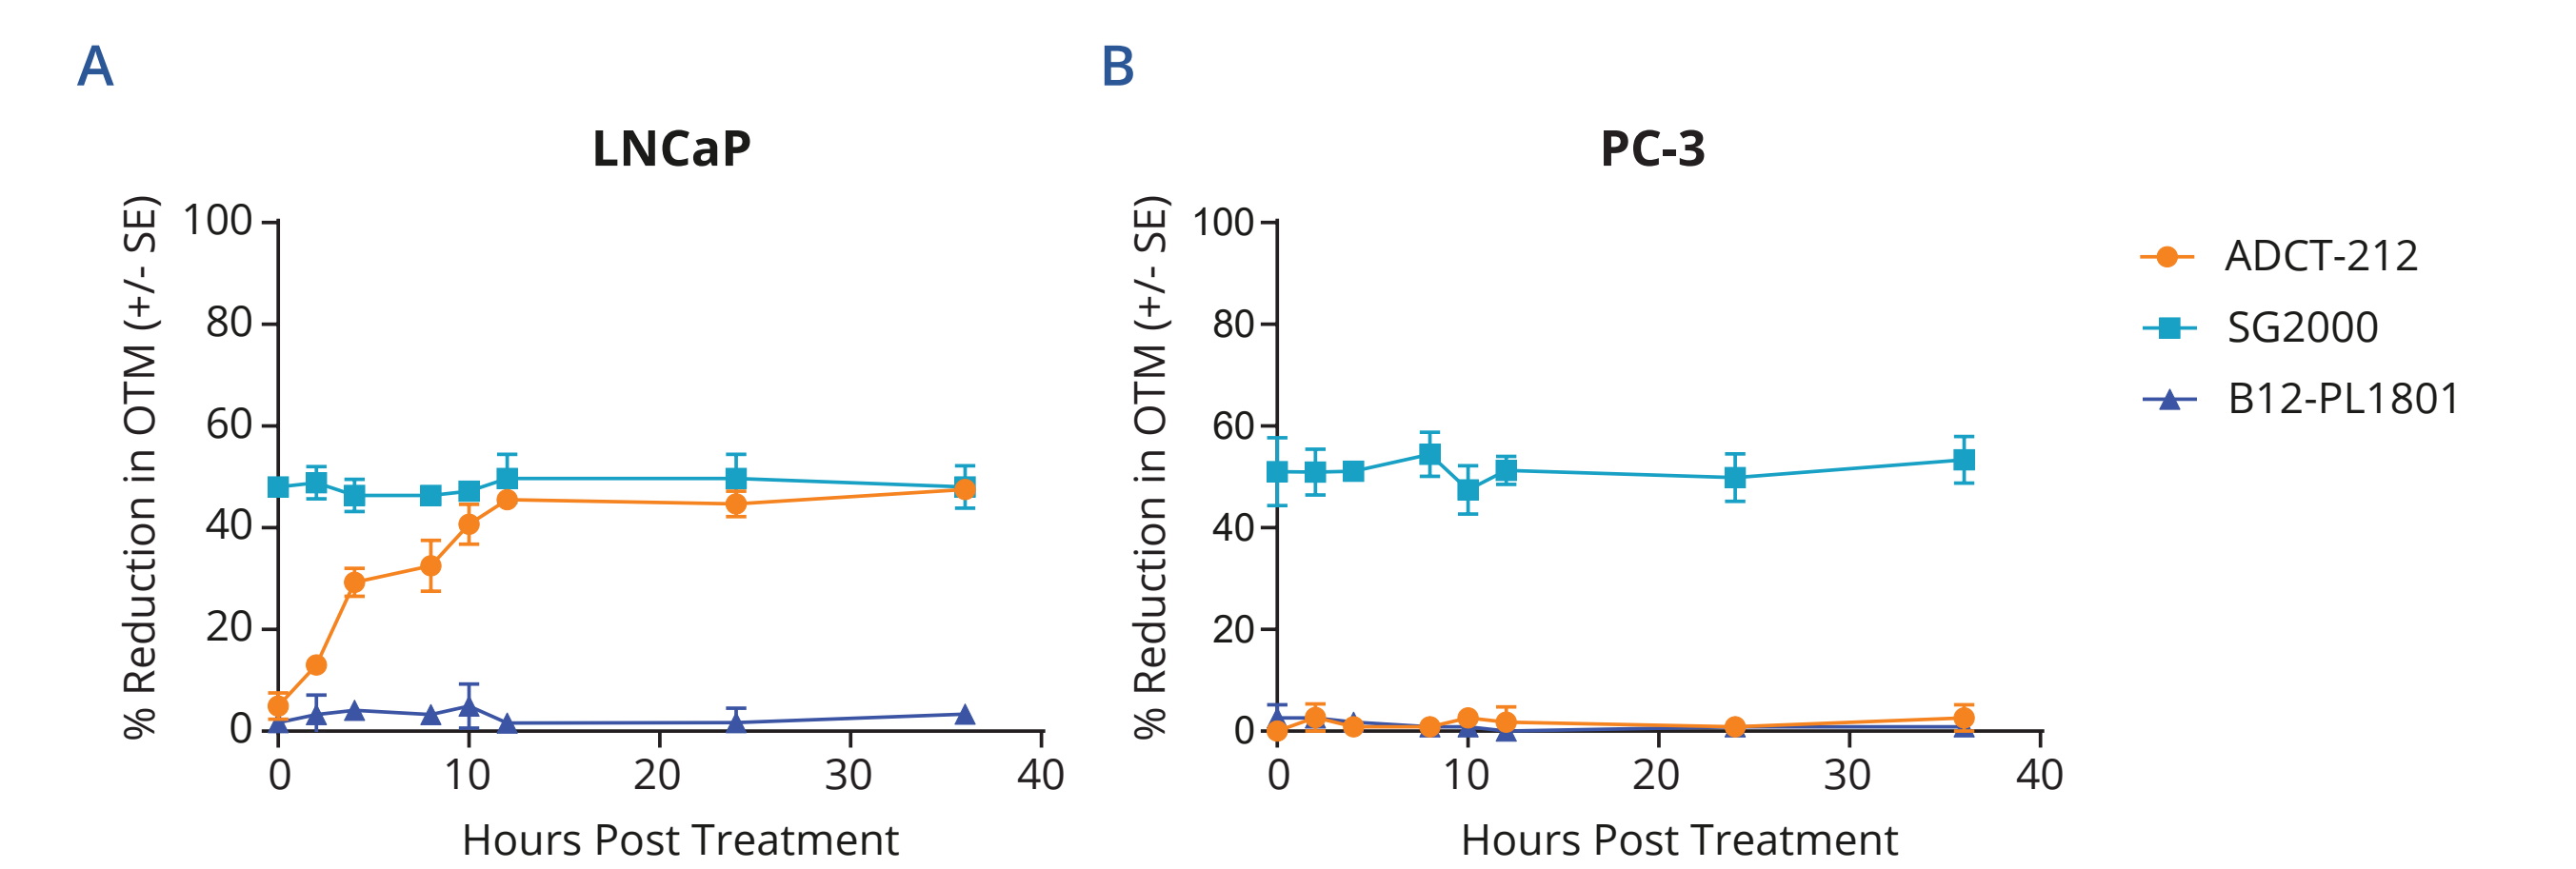 A
LNCaP
% Reduction in OTM (+/- SE)
100
80
60
40
20
0
0 10 20 30 40
Hours Post Treatment
B
PC-3
% Reduction in OTM (+/- SE)
100
80
60
40
20
0
0 10 20 30 40
Hours Post Treatment
ADCT-212
SG2000
B12-PL1801